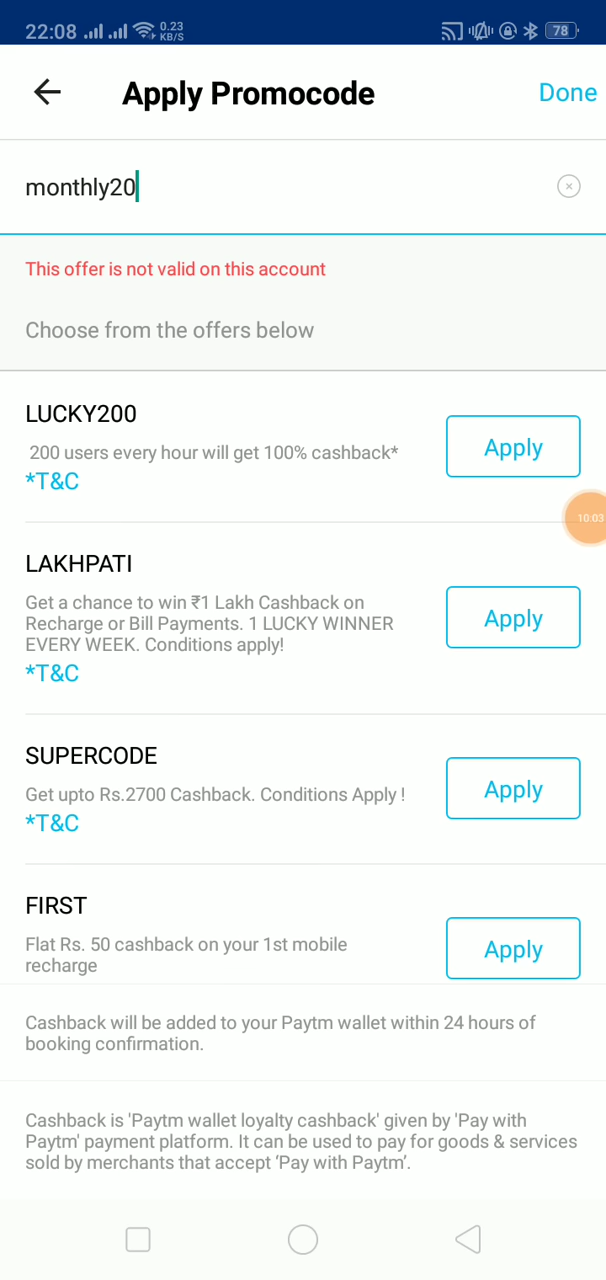 22:08 0.23 KB/S 78
Apply Promocode Done
monthly20
This offer is not valid on this account
Choose from the offers below
LUCKY200
200 users every hour will get 100% cashback*
*T&C
Apply
10:03
LAKHPATI
Get a chance to win ₹1 Lakh Cashback on
Recharge or Bill Payments. 1 LUCKY WINNER
EVERY WEEK. Conditions apply!
*T&C
Apply
SUPERCODE
Get upto Rs.2700 Cashback. Conditions Apply !
*T&C
Apply
FIRST
Flat Rs. 50 cashback on your 1st mobile
recharge
Apply
Cashback will be added to your Paytm wallet within 24 hours of
booking confirmation.
Cashback is 'Paytm wallet loyalty cashback' given by 'Pay with
Paytm' payment platform. It can be used to pay for goods & services
sold by merchants that accept ‘Pay with Paytm’.